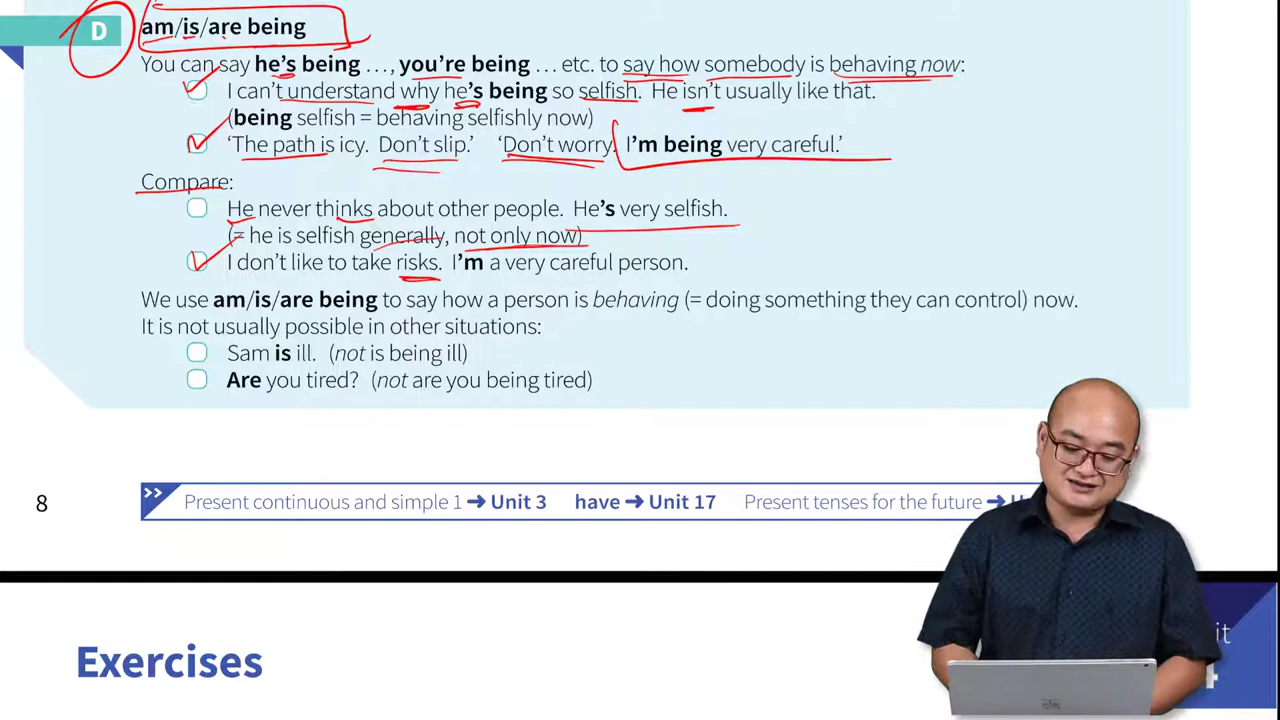 D
am/is/are being
You can say he's being …, you're being … etc. to say how somebody is behaving now:
I can't understand why he's being so selfish. He isn't usually like that.
(being selfish = behaving selfishly now)
'The path is icy. Don't slip.' 'Don't worry. I'm being very careful.'
Compare:
He never thinks about other people. He's very selfish.
(= he is selfish generally, not only now)
I don't like to take risks. I'm a very careful person.
We use am/is/are being to say how a person is behaving (= doing something they can control) now.
It is not usually possible in other situations:
Sam is ill. (not is being ill)
Are you tired? (not are you being tired)
8
Present continuous and simple 1 ➜ Unit 3 have ➜ Unit 17 Present tenses for the future ➜
Exercises